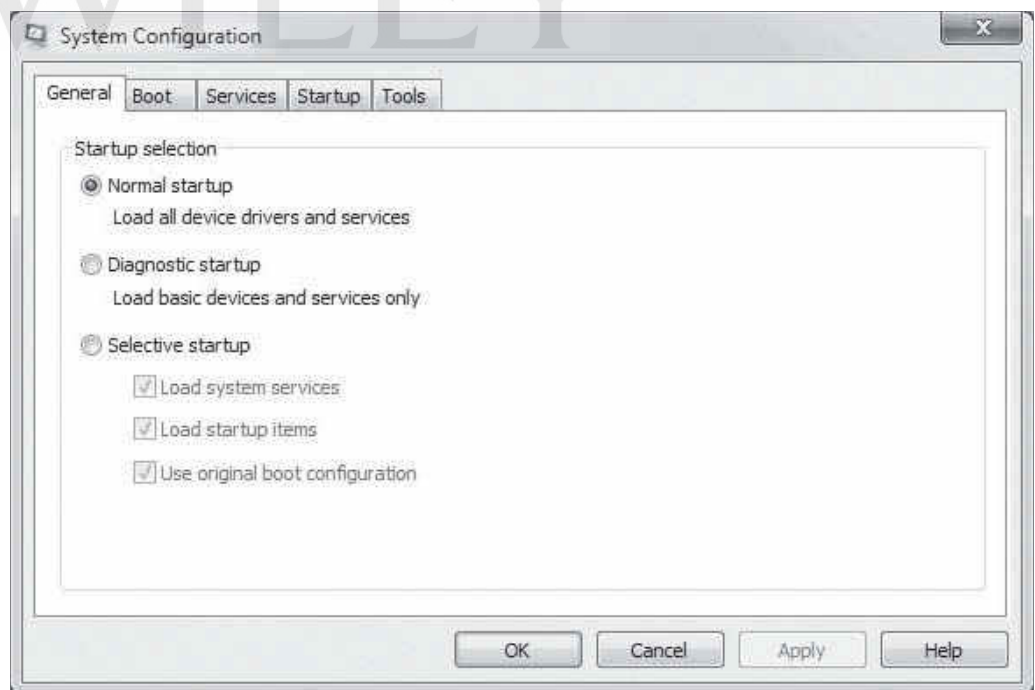 WILEY
System Configuration
General Boot Services Startup Tools
Startup selection
Normal startup
Load all device drivers and services
Diagnostic startup
Load basic devices and services only
Selective startup
Load system services
Load startup items
Use original boot configuration
OK Cancel Apply Help